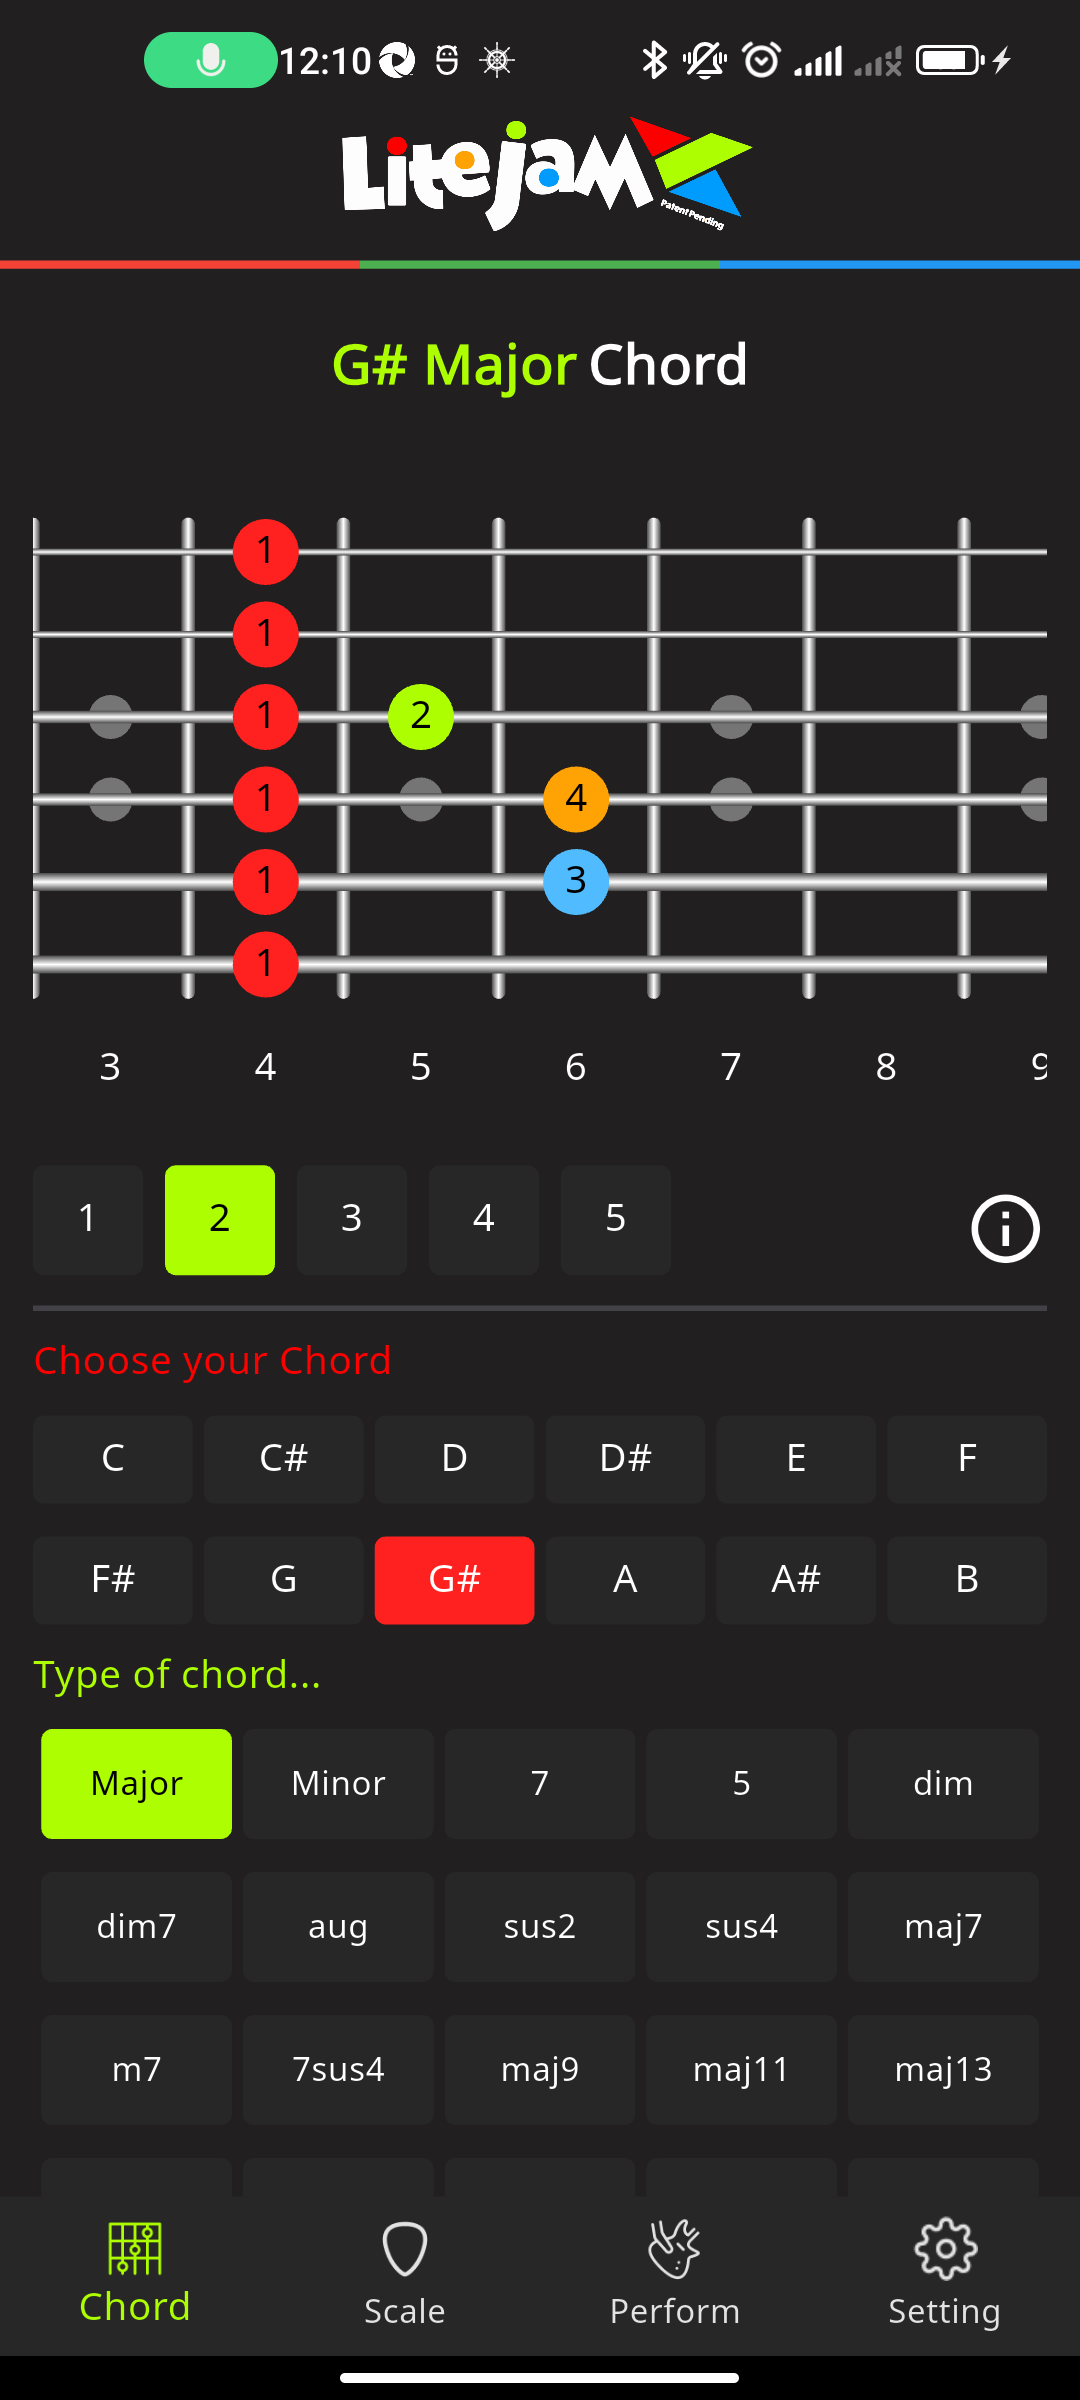 12:10
Litejam
Patent Pending
G# Major Chord
1
1
1 2
1 4
1 3
1
3 4 5 6 7 8 9
1 2 3 4 5
Choose your Chord
C C# D D# E F
F# G G# A A# B
Type of chord...
Major Minor 7 5 dim
dim7 aug sus2 sus4 maj7
m7 7sus4 maj9 maj11 maj13
Chord Scale Perform Setting